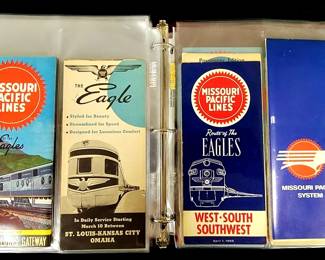 MISSOURI
PACIFIC
LINES
Eagles
GATEWAY
THE
Eagle
Styled for Beauty
Streamlined for Speed
Designed for Luxurious Comfort
In Daily Service Starting
March 10 Between
ST. LOUIS-KANSAS CITY
OMAHA
MISSOURI
PACIFIC
LINES
Route of The
EAGLES
WEST-SOUTH
SOUTHWEST
MISSOURI PA
SYSTEM